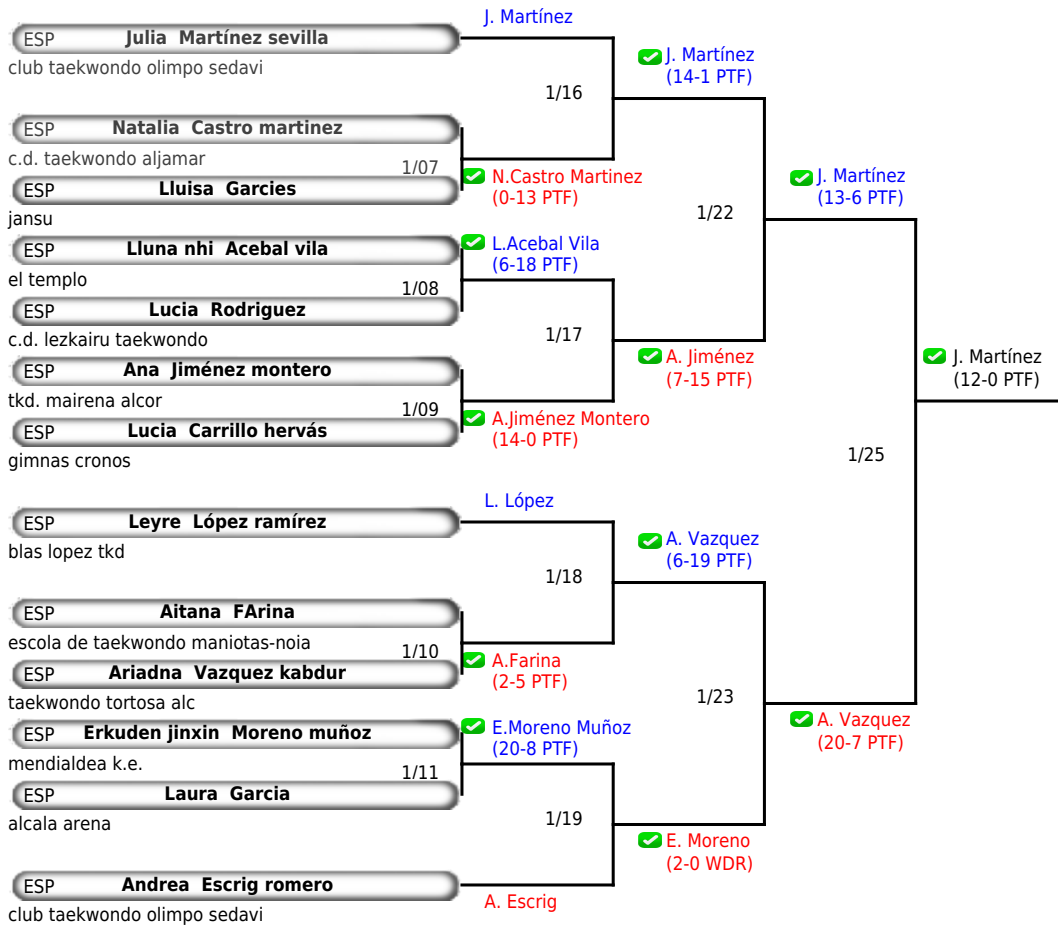 J. Martínez
ESP Julia Martínez sevilla
club taekwondo olimpo sedavi
J. Martínez
(14-1 PTF)
1/16
ESP Natalia Castro martinez
c.d. taekwondo aljamar
1/07
N.Castro Martinez
(0-13 PTF)
ESP Lluisa Garcies
jansu
J. Martínez
(13-6 PTF)
1/22
ESP Lluna nhi Acebal vila
el templo
L.Acebal Vila
(6-18 PTF)
1/08
ESP Lucia Rodriguez
c.d. lezkairu taekwondo
1/17
ESP Ana Jiménez montero
tkd. mairena alcor
A. Jiménez
(7-15 PTF)
J. Martínez
(12-0 PTF)
1/09
A.Jiménez Montero
(14-0 PTF)
ESP Lucia Carrillo hervás
gimnas cronos
1/25
L. López
ESP Leyre López ramírez
blas lopez tkd
A. Vazquez
(6-19 PTF)
1/18
ESP Aitana FArina
escola de taekwondo maniotas-noia
1/10
A.Farina
(2-5 PTF)
ESP Ariadna Vazquez kabdur
taekwondo tortosa alc
1/23
A. Vazquez
(20-7 PTF)
ESP Erkuden jinxin Moreno muñoz
mendialdea k.e.
E.Moreno Muñoz
(20-8 PTF)
1/11
ESP Laura Garcia
alcala arena
1/19
E. Moreno
(2-0 WDR)
ESP Andrea Escrig romero
club taekwondo olimpo sedavi
A. Escrig